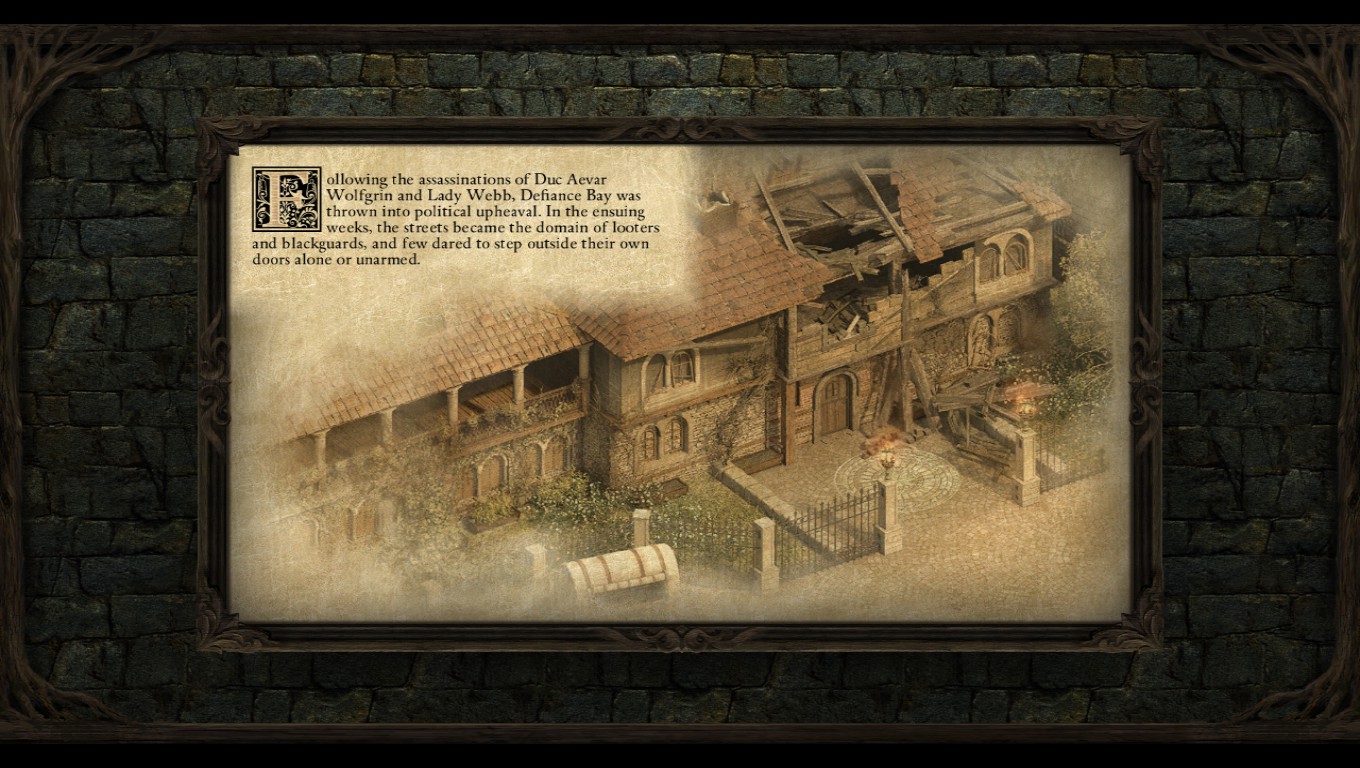 Following the assassinations of Duc Aevar
Wolfgrin and Lady Webb, Defiance Bay was
thrown into political upheaval. In the ensuing
weeks, the streets became the domain of looters
and blackguards, and few dared to step outside their own
doors alone or unarmed.